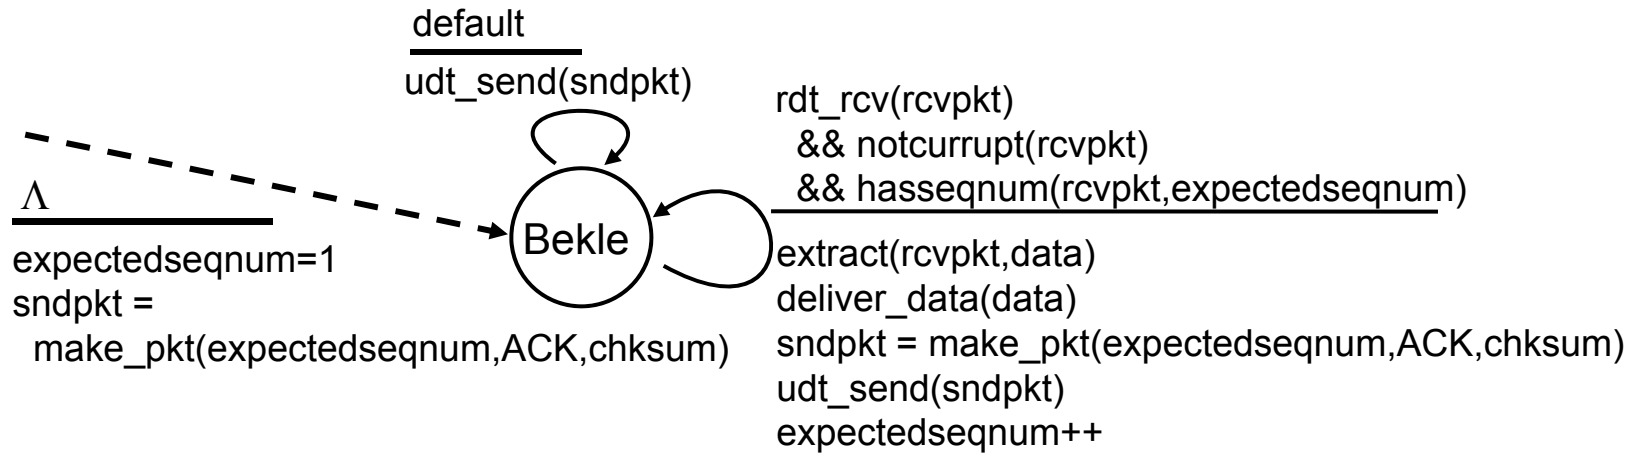 default
udt_send(sndpkt)
rdt_rcv(rcvpkt)
&& notcurrupt(rcvpkt)
&& hasseqnum(rcvpkt,expectedseqnum)
Λ
expectedseqnum=1
sndpkt =
make_pkt(expectedseqnum,ACK,chksum)
Bekle
extract(rcvpkt,data)
deliver_data(data)
sndpkt = make_pkt(expectedseqnum,ACK,chksum)
udt_send(sndpkt)
expectedseqnum++